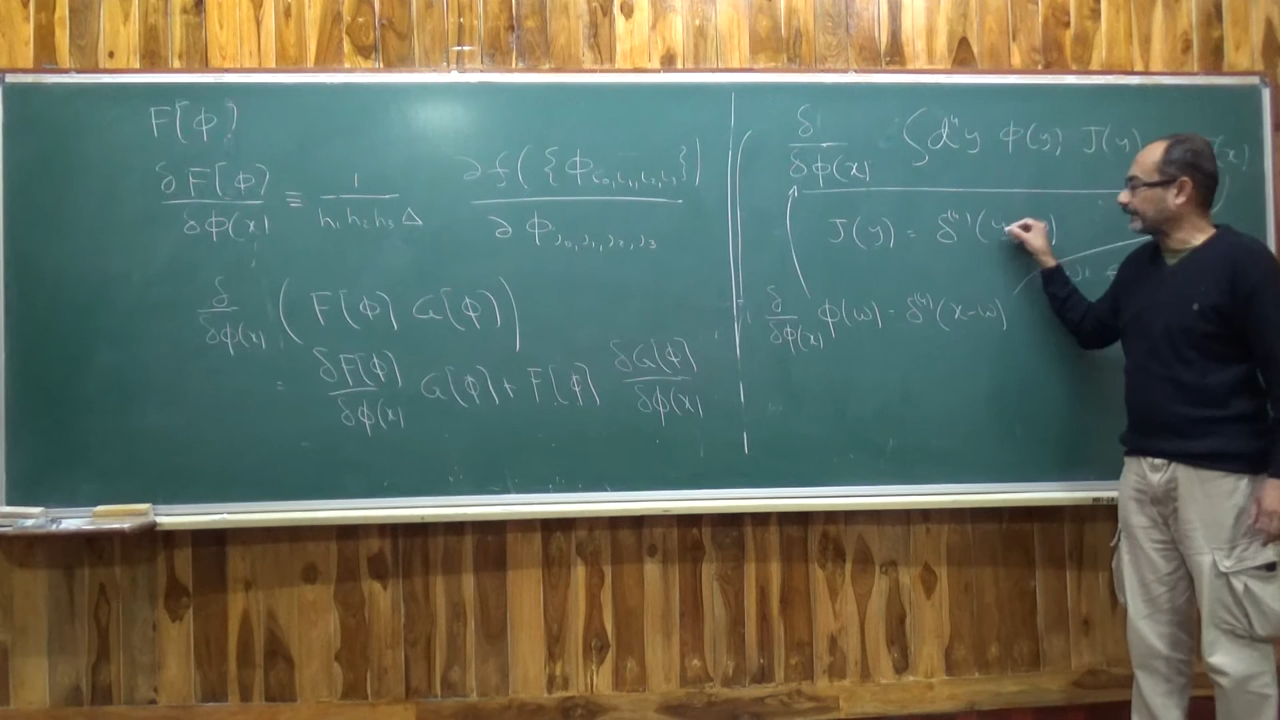 F[φ]
δF[φ]/δφ(x) ≡ 1/(h₁h₂h₃Δ) ∂f({φ_{i₀,i₁,i₂,i₃}})/∂φ_{j₀,j₁,j₂,j₃}
δ/δφ(x) (F[φ] G[φ])
= δF[φ]/δφ(x) G[φ] + F[φ] δG[φ]/δφ(x)
δ/δφ(x) ∫d⁴y φ(y) J(y)
J(y) = δ⁽⁴⁾(
δ/δφ(x) φ(w) = δ⁽⁴⁾(x-w)